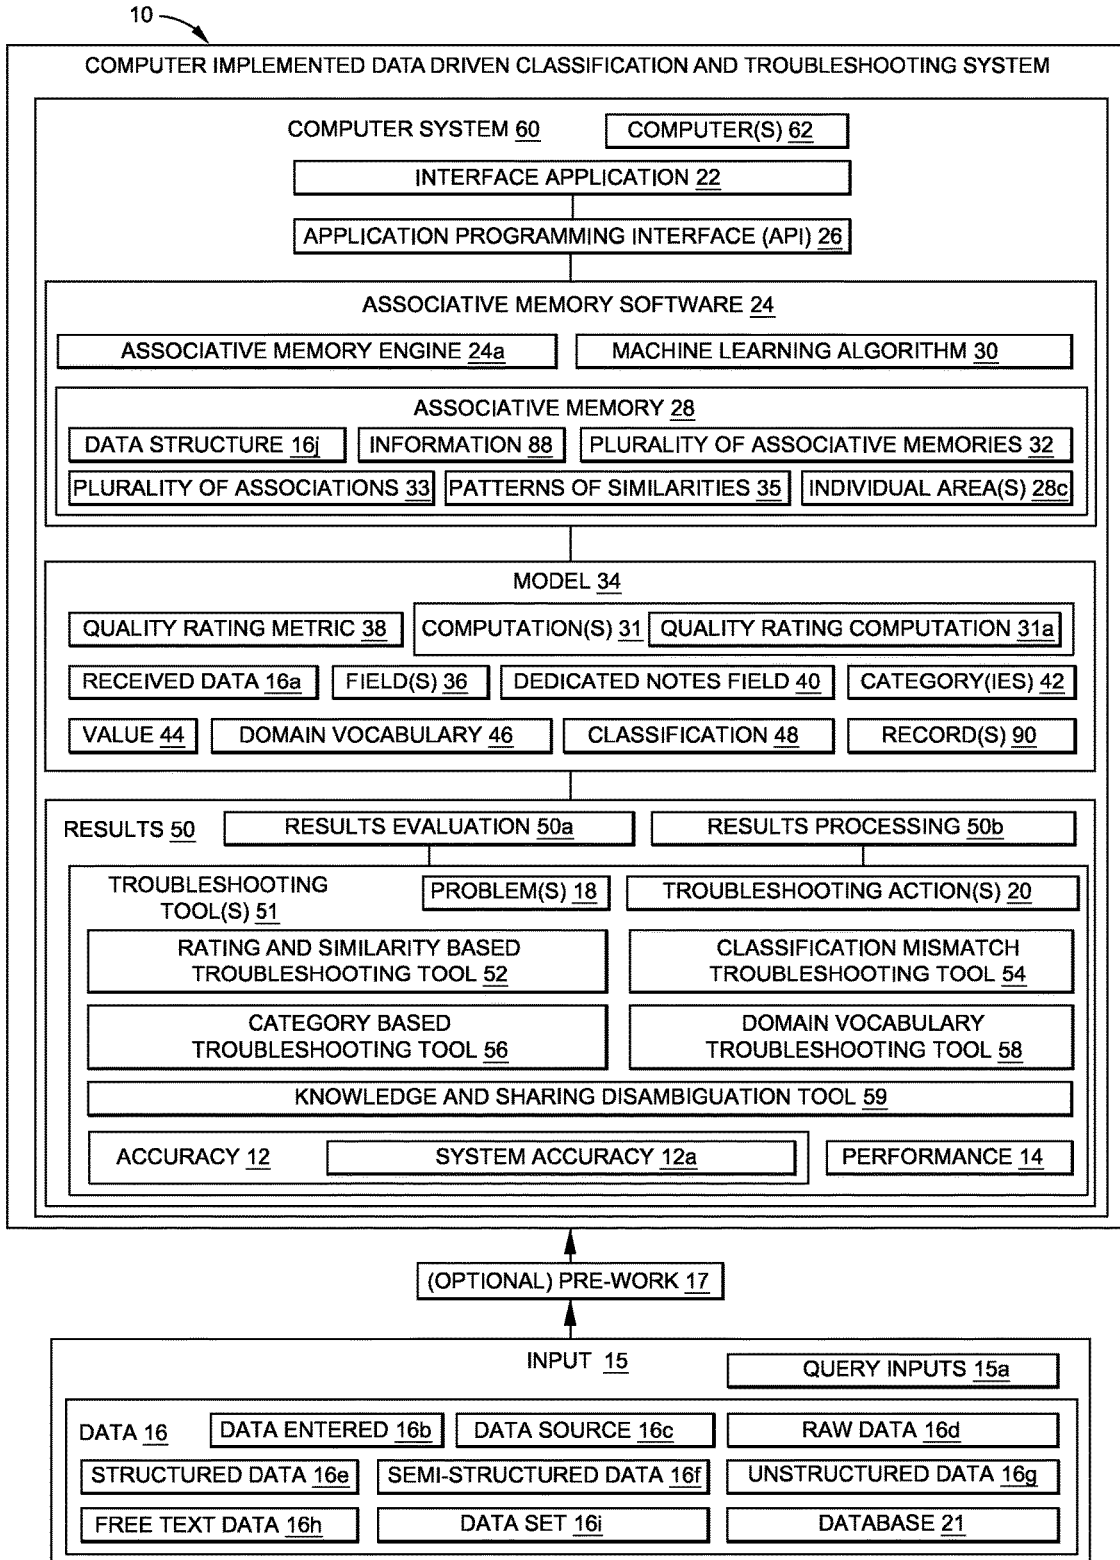 10
COMPUTER IMPLEMENTED DATA DRIVEN CLASSIFICATION AND TROUBLESHOOTING SYSTEM
COMPUTER SYSTEM 60 COMPUTER(S) 62
INTERFACE APPLICATION 22
APPLICATION PROGRAMMING INTERFACE (API) 26
ASSOCIATIVE MEMORY SOFTWARE 24
ASSOCIATIVE MEMORY ENGINE 24a MACHINE LEARNING ALGORITHM 30
ASSOCIATIVE MEMORY 28
DATA STRUCTURE 16j INFORMATION 88 PLURALITY OF ASSOCIATIVE MEMORIES 32
PLURALITY OF ASSOCIATIONS 33 PATTERNS OF SIMILARITIES 35 INDIVIDUAL AREA(S) 28c
MODEL 34
QUALITY RATING METRIC 38 COMPUTATION(S) 31 QUALITY RATING COMPUTATION 31a
RECEIVED DATA 16a FIELD(S) 36 DEDICATED NOTES FIELD 40 CATEGORY(IES) 42
VALUE 44 DOMAIN VOCABULARY 46 CLASSIFICATION 48 RECORD(S) 90
RESULTS 50 RESULTS EVALUATION 50a RESULTS PROCESSING 50b
TROUBLESHOOTING
TOOL(S) 51
PROBLEM(S) 18 TROUBLESHOOTING ACTION(S) 20
RATING AND SIMILARITY BASED
TROUBLESHOOTING TOOL 52
CLASSIFICATION MISMATCH
TROUBLESHOOTING TOOL 54
CATEGORY BASED
TROUBLESHOOTING TOOL 56
DOMAIN VOCABULARY
TROUBLESHOOTING TOOL 58
KNOWLEDGE AND SHARING DISAMBIGUATION TOOL 59
ACCURACY 12 SYSTEM ACCURACY 12a PERFORMANCE 14
(OPTIONAL) PRE-WORK 17
INPUT 15
QUERY INPUTS 15a
DATA 16 DATA ENTERED 16b DATA SOURCE 16c RAW DATA 16d
STRUCTURED DATA 16e SEMI-STRUCTURED DATA 16f UNSTRUCTURED DATA 16g
FREE TEXT DATA 16h DATA SET 16i DATABASE 21